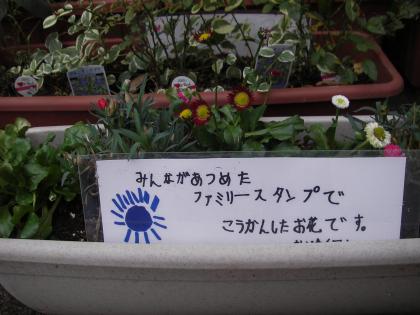 みんながあつめた
ファミリースタンプで
こうかんしたお花です。